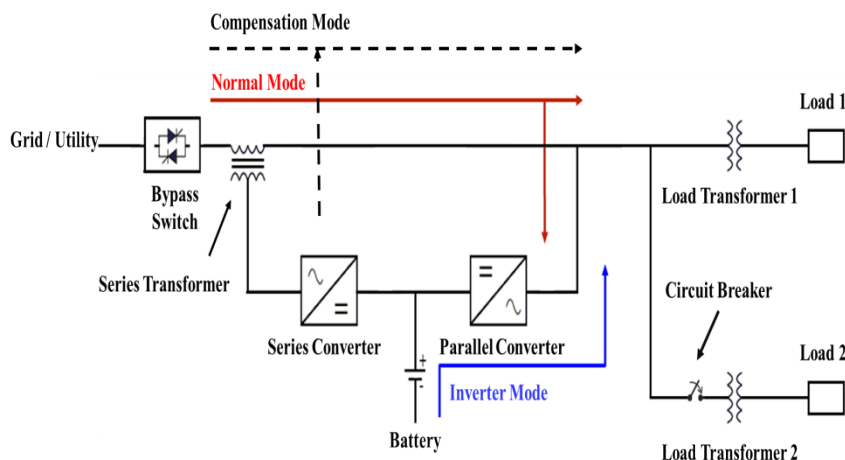 Compensation Mode
Normal Mode
Load 1
Grid / Utility
Bypass
Switch
Load Transformer 1
Series Transformer
Circuit Breaker
Series Converter
Parallel Converter
Load 2
+
-
Inverter Mode
Battery
Load Transformer 2